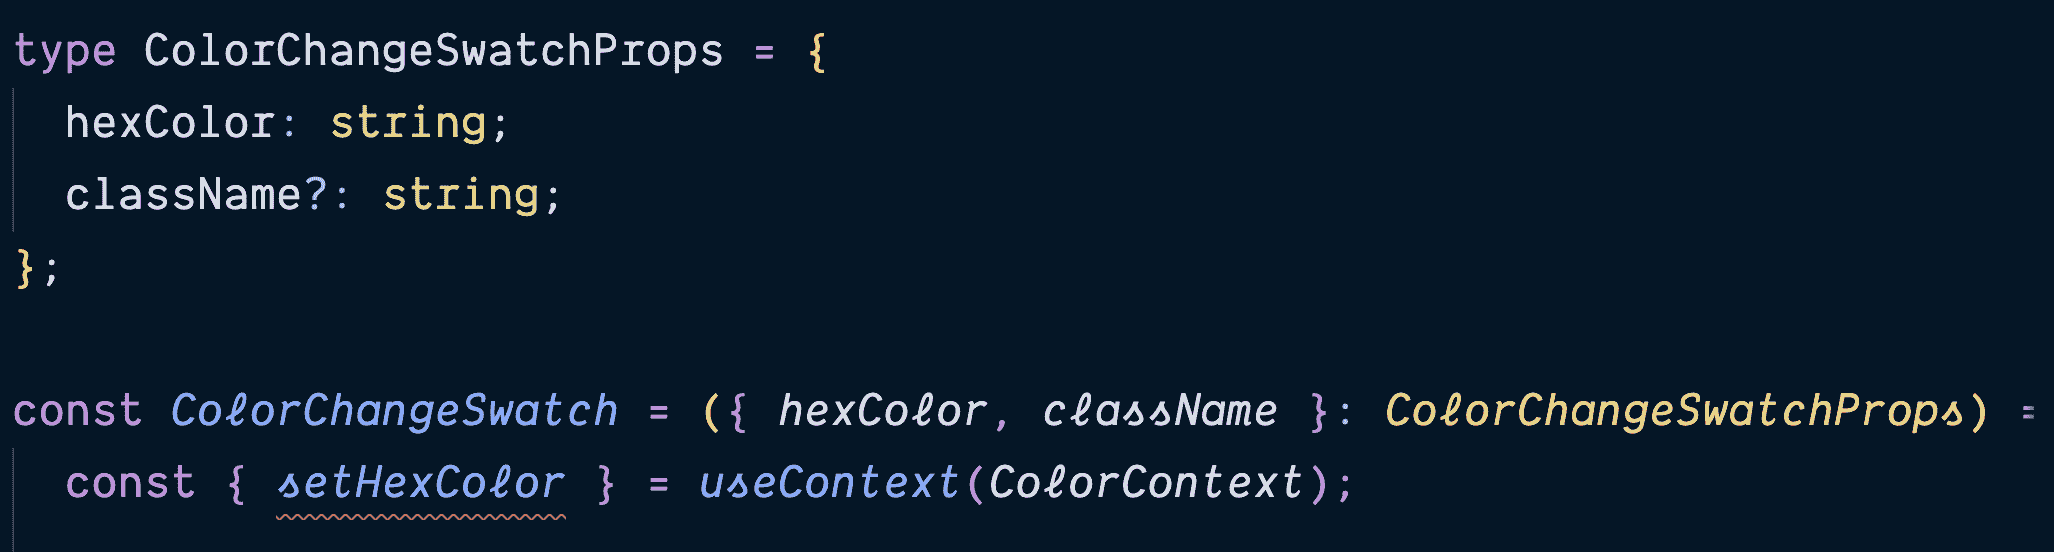 type ColorChangeSwatchProps = {
  hexColor: string;
  className?: string;
};
const ColorChangeSwatch = ({ hexColor, className }: ColorChangeSwatchProps) =
  const { setHexColor } = useContext(ColorContext);